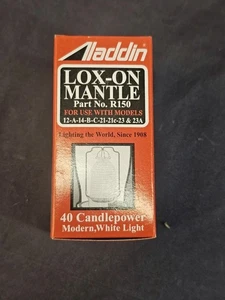 Aladdin
LOX-ON
MANTLE
Part No. R150
FOR USE WITH MODELS
12-A-14-B-C-21-21c-23 & 23A
Lighting the World, Since 1908
40 Candlepower
Modern,White Light